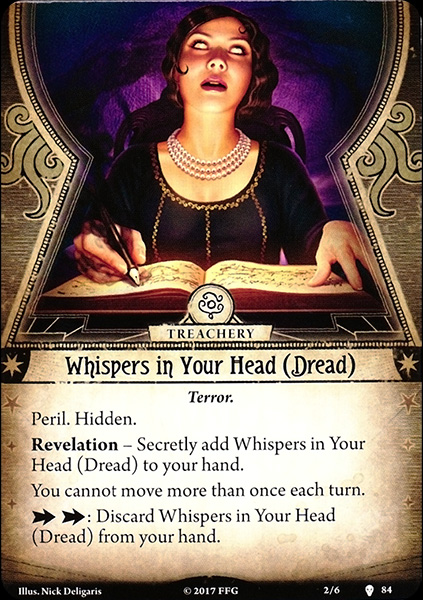 TREACHERY
Whispers in Your Head (Dread)
Terror.
Peril. Hidden.
Revelation – Secretly add Whispers in Your
Head (Dread) to your hand.
You cannot move more than once each turn.
: Discard Whispers in Your Head
(Dread) from your hand.
Illus. Nick Deligaris © 2017 FFG 2/6 84